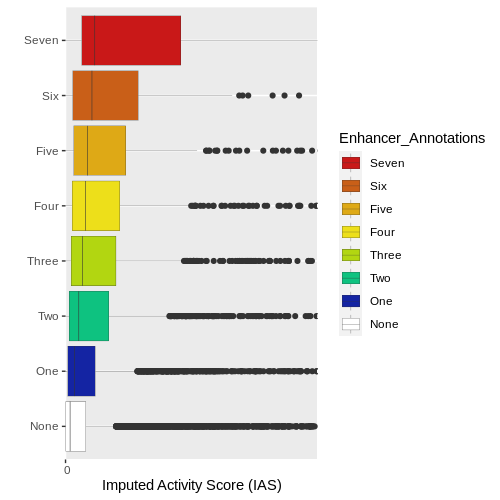 Seven
Six
Five
Four
Three
Two
One
None
0
Imputed Activity Score (IAS)
Enhancer_Annotations
Seven
Six
Five
Four
Three
Two
One
None